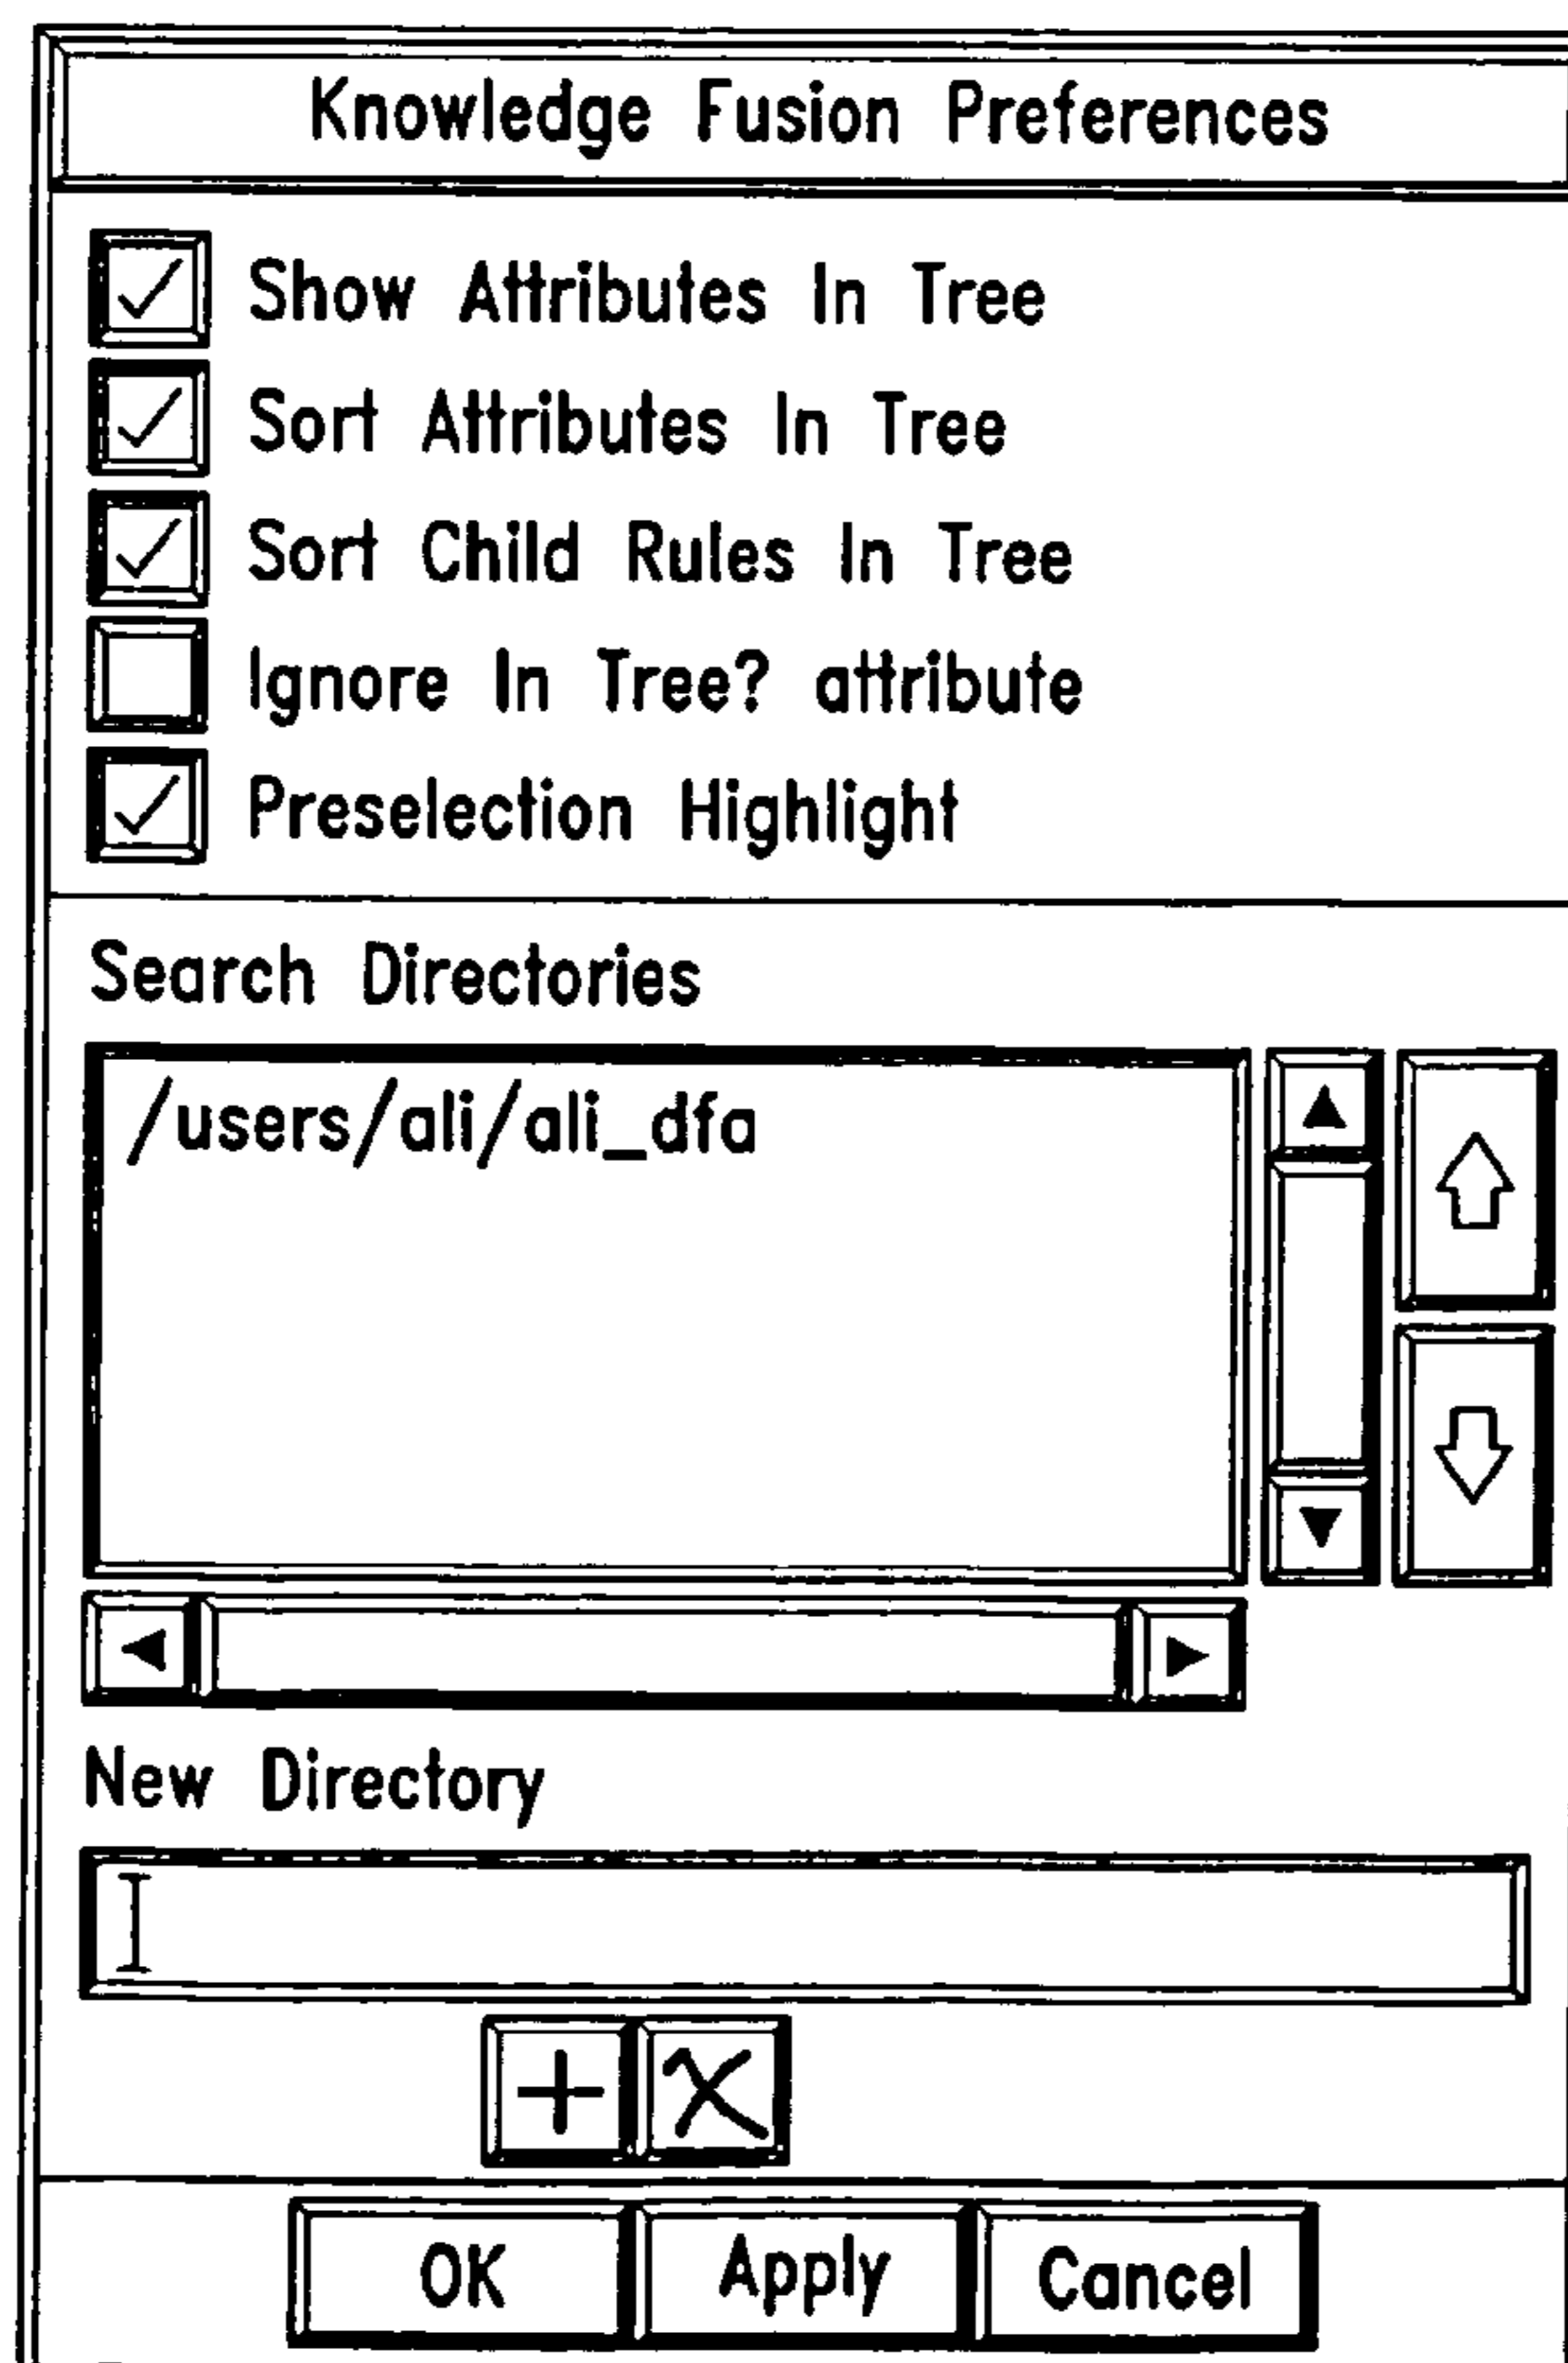 Knowledge Fusion Preferences
Show Attributes In Tree
Sort Attributes In Tree
Sort Child Rules In Tree
Ignore In Tree? attribute
Preselection Highlight
Search Directories
/users/ali/ali_dfa
New Directory
OK Apply Cancel